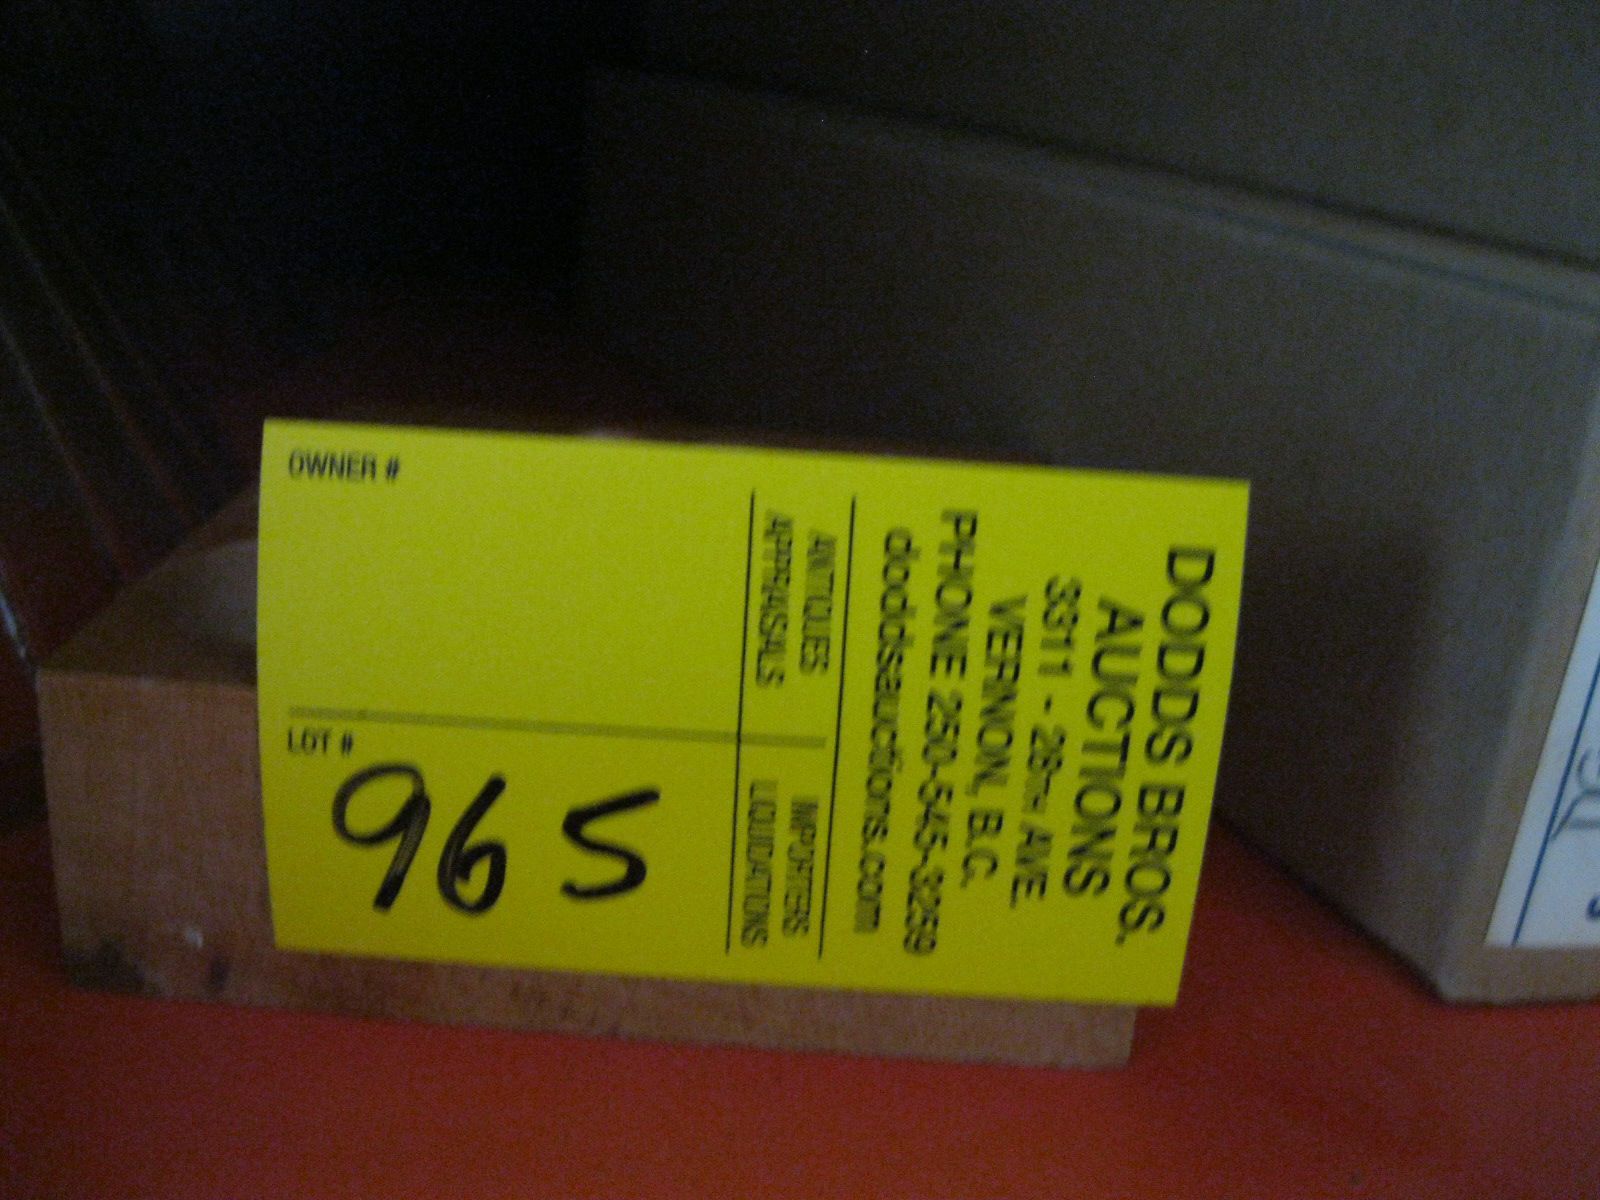 OWNER #
LOT #
965
DODDS BROS.
AUCTIONS
3311 - 28TH AVE.
VERNON, B.C.
PHONE 250-545-3259
doddsauctions.com
ANTIQUES IMPORTERS
APPRAISALS LIQUIDATIONS